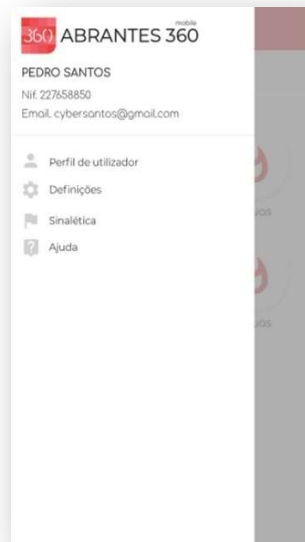 mobile
360 ABRANTES 360
PEDRO SANTOS
Nif. 227658850
Email. cybersantos@gmail.com
Perfil de utilizador
Definições
Sinalética
Ajuda